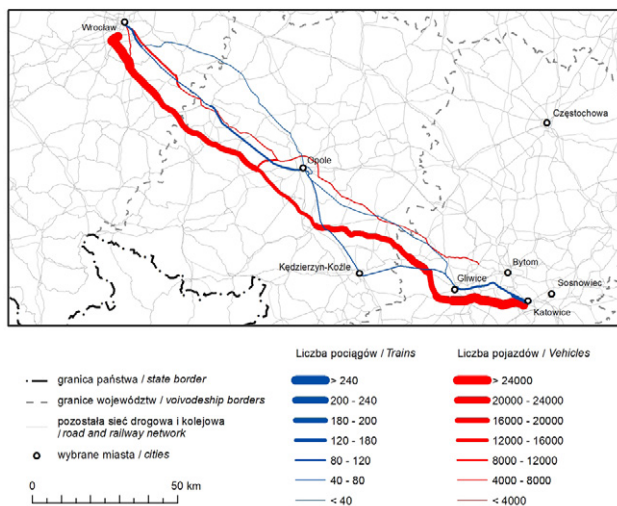 Wrocław
Częstochowa
Opole
Kędzierzyn-Koźle
Bytom
Gliwice
Sosnowiec
Katowice
Liczba pociągów / Trains
Liczba pojazdów / Vehicles
granica państwa / state border
granice województw / voivodeship borders
pozostała sieć drogowa i kolejowa
/ road and railway network
wybrane miasta / cities
0 50 km
> 240
200 - 240
180 - 200
120 - 180
80 - 120
40 - 80
< 40
> 24000
20000 - 24000
16000 - 20000
12000 - 16000
8000 - 12000
4000 - 8000
< 4000